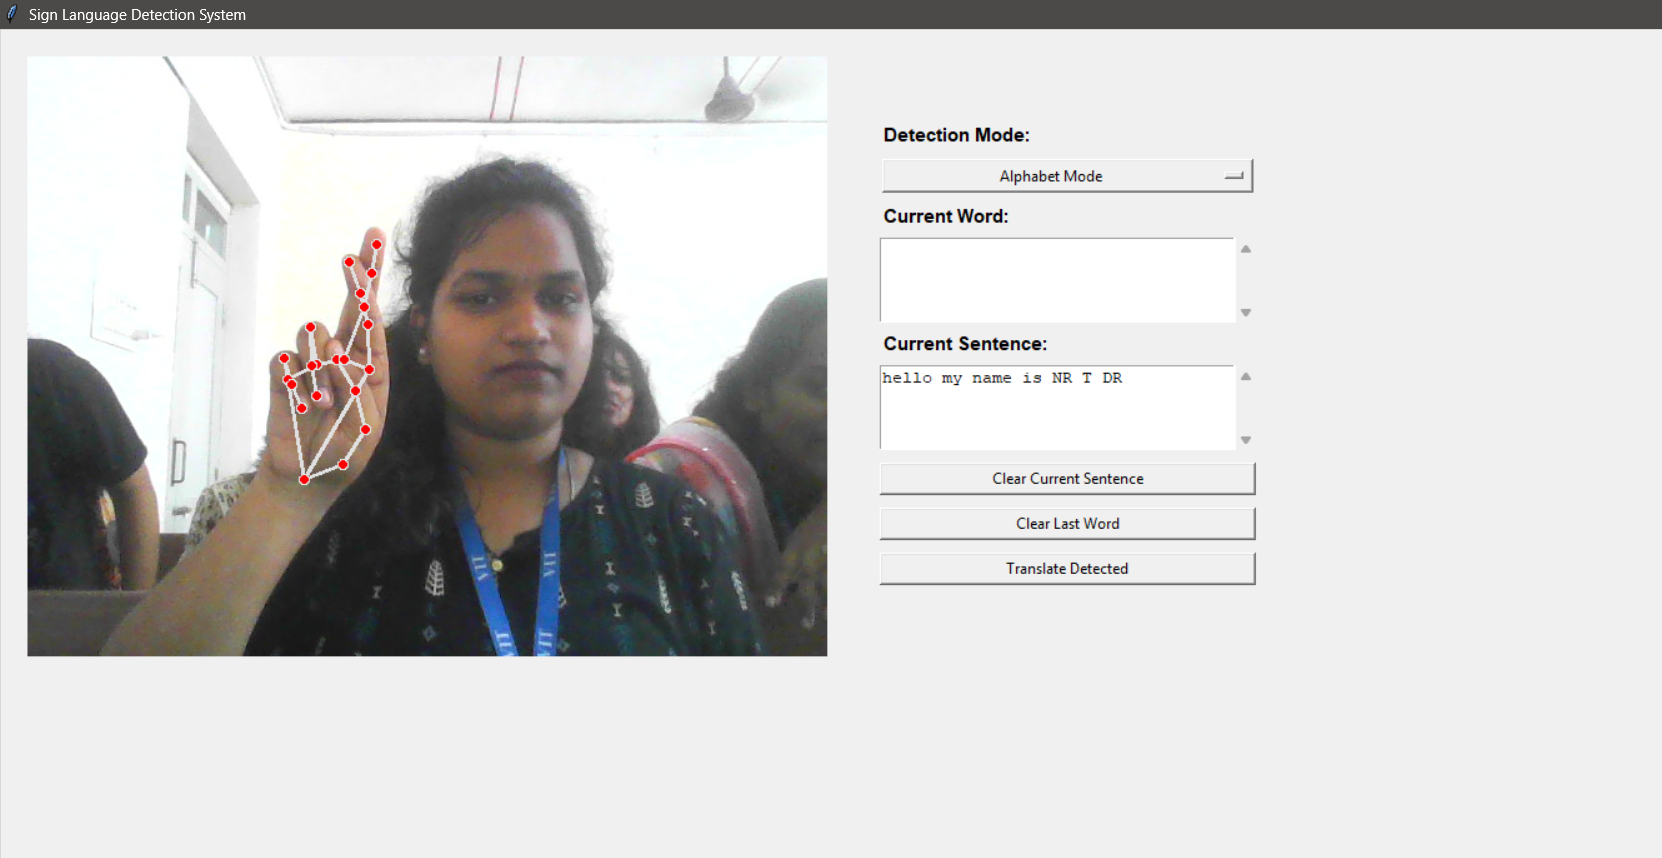 Sign Language Detection System
Detection Mode:
Alphabet Mode
Current Word:
Current Sentence:
hello my name is NR T DR
Clear Current Sentence
Clear Last Word
Translate Detected